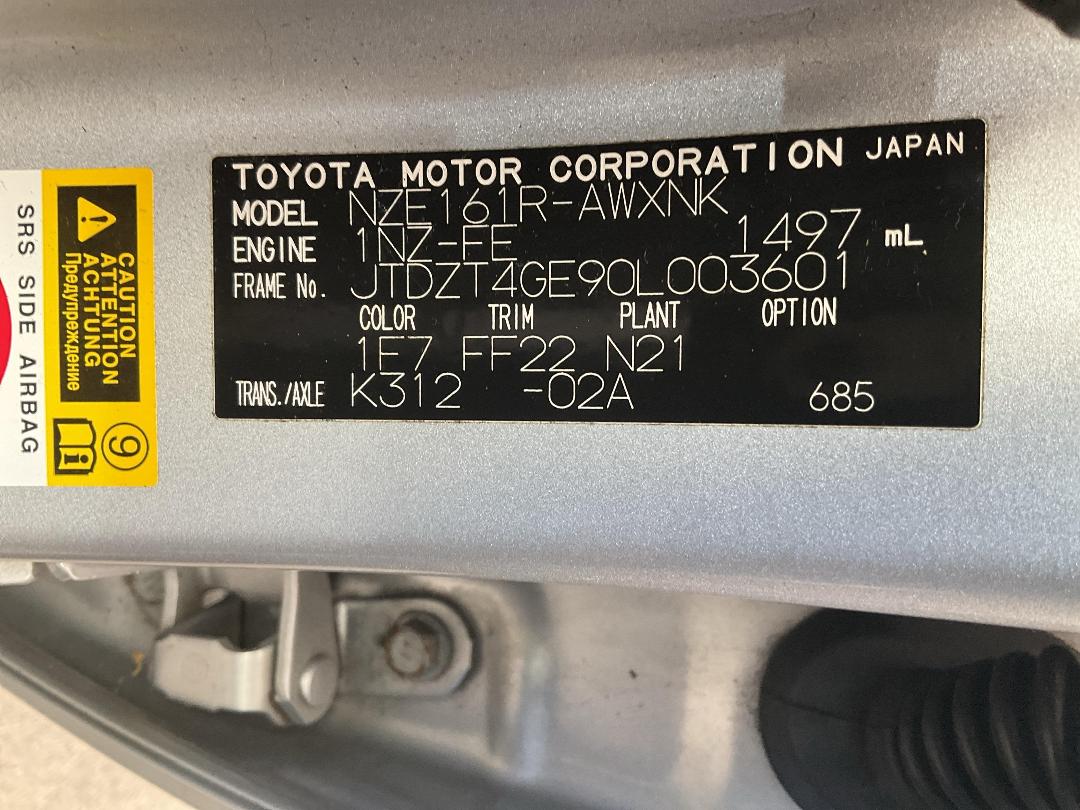 TOYOTA MOTOR CORPORATION JAPAN
MODEL NZE161R-AWXNK
ENGINE 1NZ-FE 1497 mL
FRAME No. JTDZT4GE90L003601
COLOR TRIM PLANT OPTION
1E7 FF22 N21
TRANS./AXLE K312 -02A 685
SRS SIDE AIRBAG
CAUTION
ATTENTION
ACHTUNG
Предупреждение
9
i